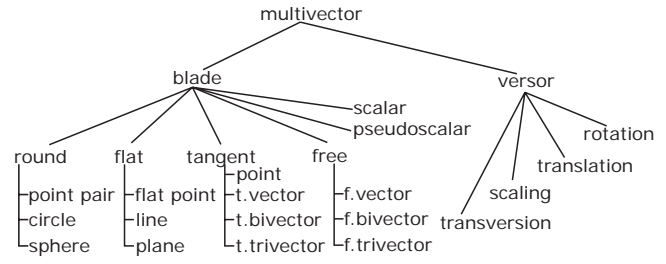 multivector
blade
versor
scalar
pseudoscalar
rotation
round flat tangent free
translation
point
point pair flat point t.vector f.vector
scaling
circle line t.bivector f.bivector
transversion
sphere plane t.trivector f.trivector